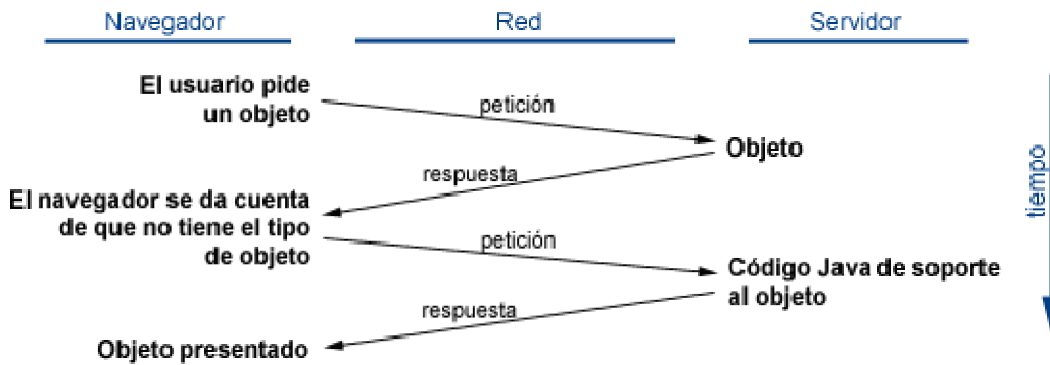 Navegador
Red
Servidor
El usuario pide
un objeto
petición
Objeto
respuesta
El navegador se da cuenta
de que no tiene el tipo
de objeto
petición
Código Java de soporte
al objeto
respuesta
Objeto presentado
tiempo